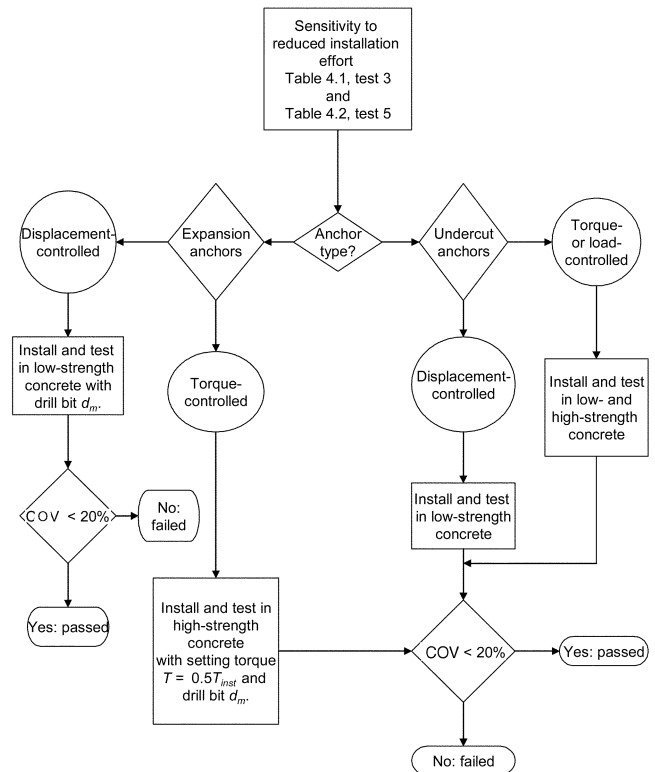 Sensitivity to
reduced installation
effort
Table 4.1, test 3
and
Table 4.2, test 5
Displacement-
controlled
Expansion
anchors
Anchor
type?
Undercut
anchors
Torque-
or load-
controlled
Install and test
in low-strength
concrete with
drill bit dm.
Torque-
controlled
Displacement-
controlled
Install and test
in low- and
high-strength
concrete
COV < 20%
No:
failed
Install and test
in low-strength
concrete
Yes: passed
Install and test in
high-strength
concrete
with setting torque
T = 0.5Tinst and
drill bit dm.
COV < 20%
Yes: passed
No: failed